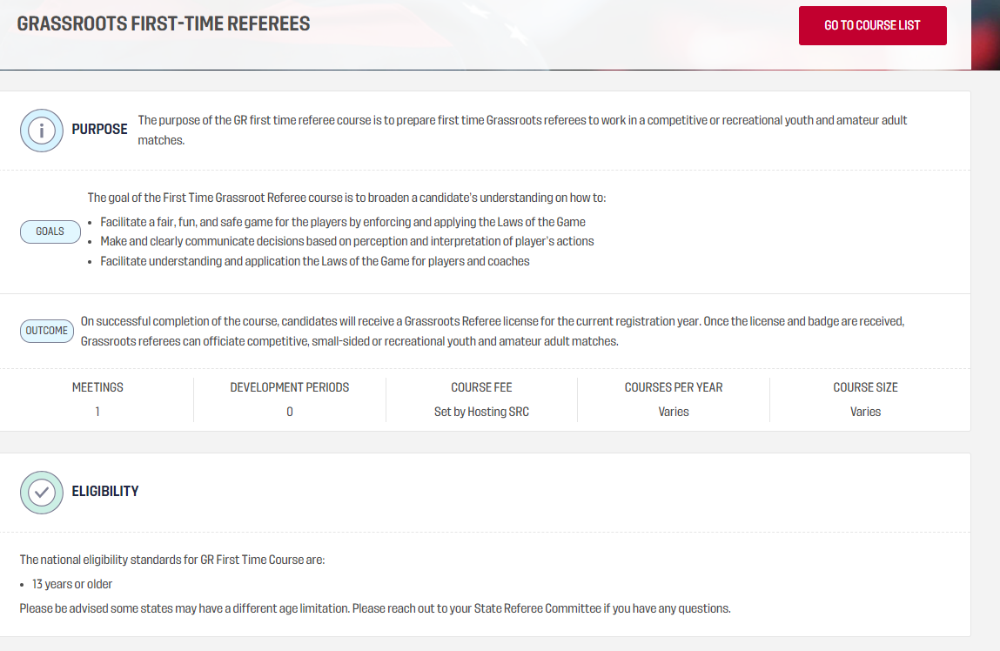 GRASSROOTS FIRST-TIME REFEREES
GO TO COURSE LIST
PURPOSE
The purpose of the GR first time referee course is to prepare first time Grassroots referees to work in a competitive or recreational youth and amateur adult
matches.
GOALS
The goal of the First Time Grassroot Referee course is to broaden a candidate's understanding on how to:
• Facilitate a fair, fun, and safe game for the players by enforcing and applying the Laws of the Game
• Make and clearly communicate decisions based on perception and interpretation of player's actions
• Facilitate understanding and application the Laws of the Game for players and coaches
OUTCOME
On successful completion of the course, candidates will receive a Grassroots Referee license for the current registration year. Once the license and badge are received,
Grassroots referees can officiate competitive, small-sided or recreational youth and amateur adult matches.
MEETINGS
1
DEVELOPMENT PERIODS
0
COURSE FEE
Set by Hosting SRC
COURSES PER YEAR
Varies
COURSE SIZE
Varies
ELIGIBILITY
The national eligibility standards for GR First Time Course are:
• 13 years or older
Please be advised some states may have a different age limitation. Please reach out to your State Referee Committee if you have any questions.